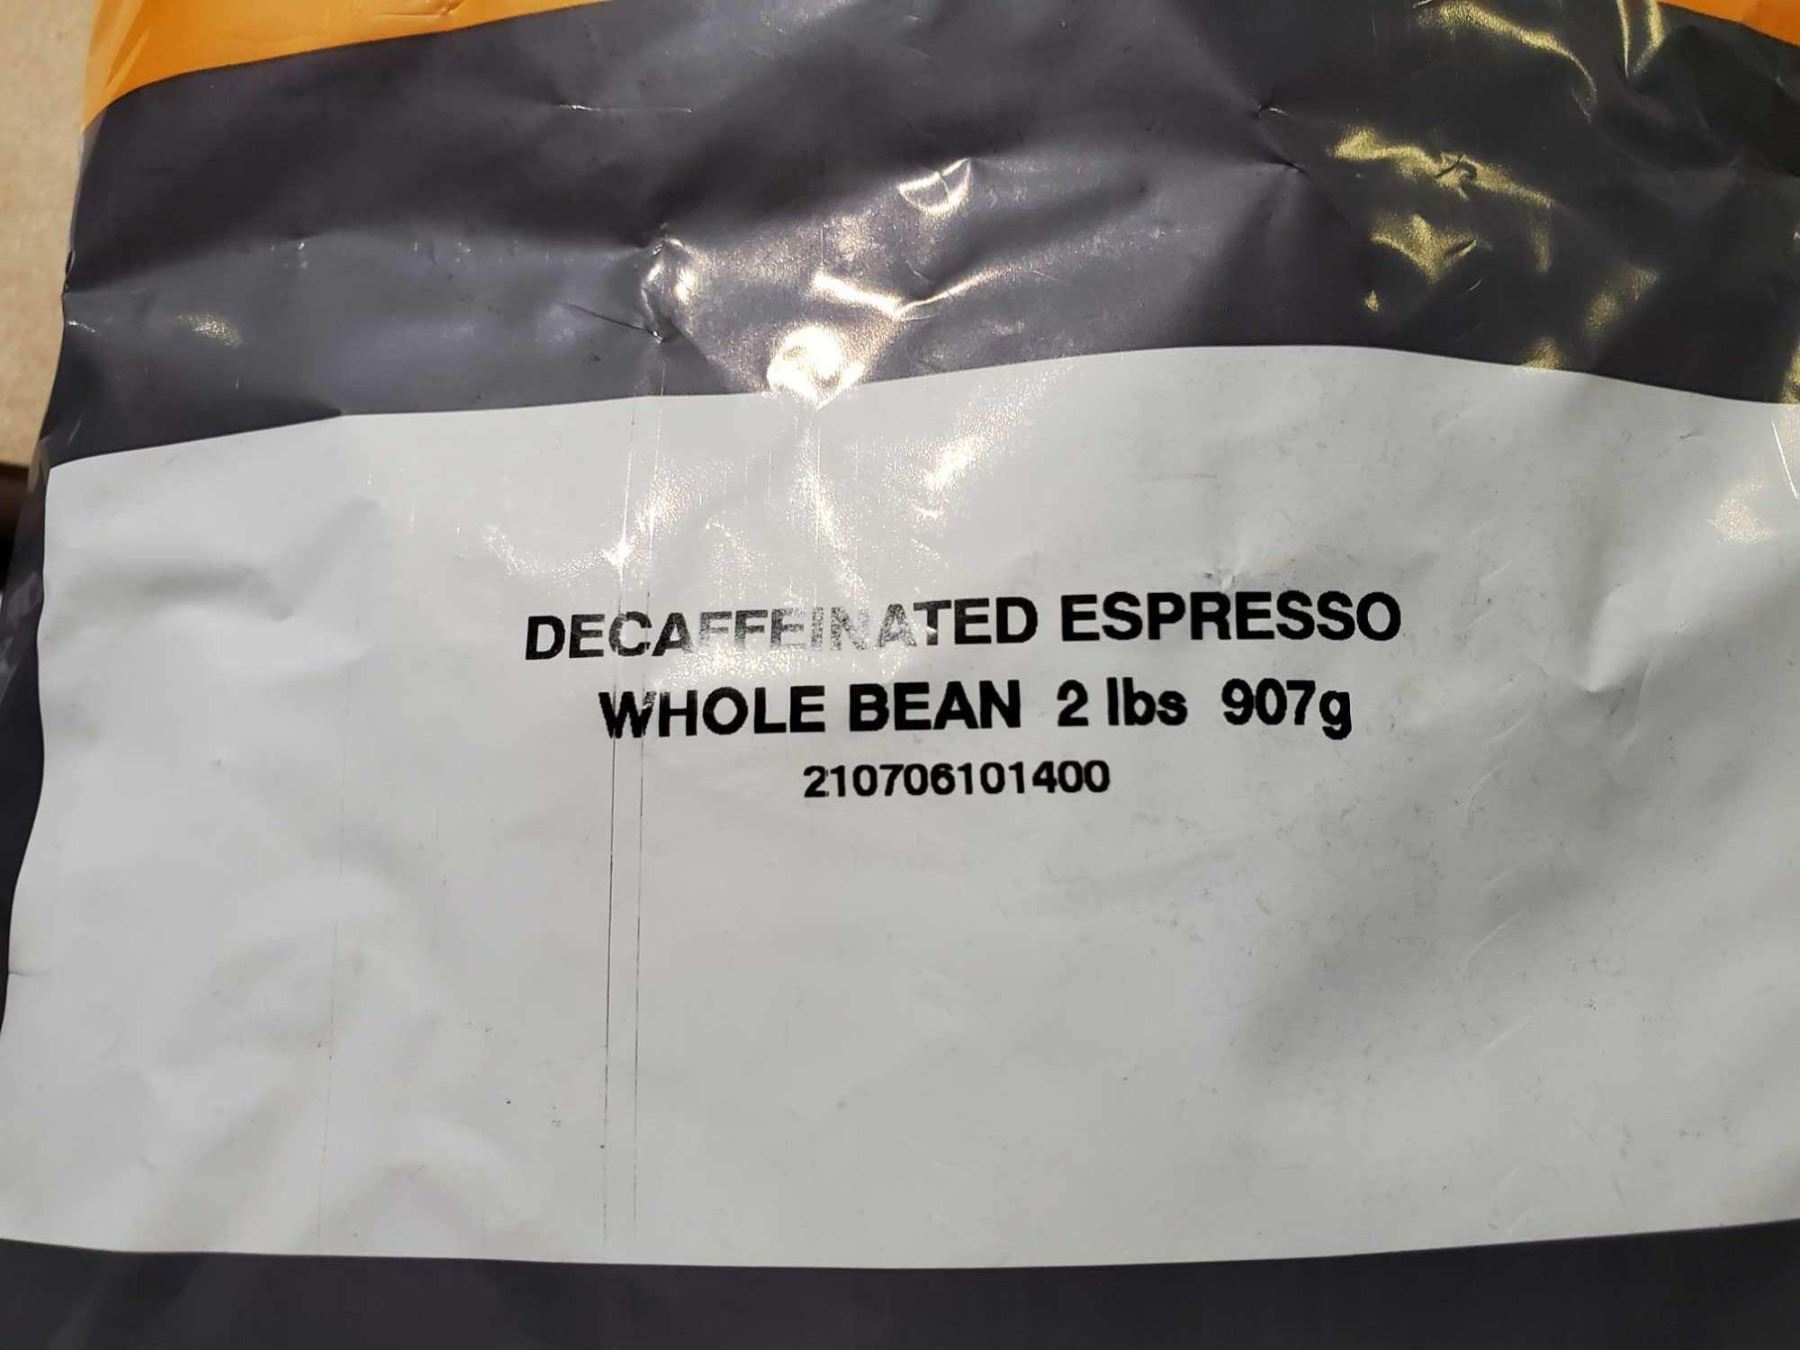 DECAFFEINATED ESPRESSO
WHOLE BEAN 2 lbs 907g
210706101400